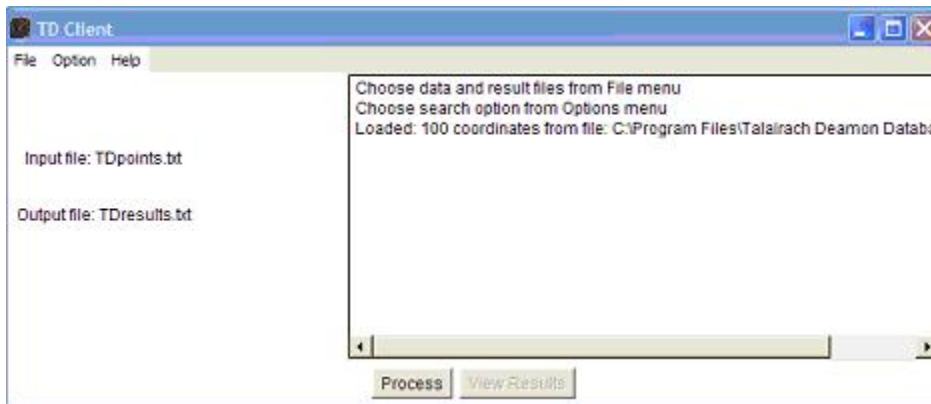 TD Client
File Option Help
Choose data and result files from File menu
Choose search option from Options menu
Loaded: 100 coordinates from file: C:\Program Files\Talairach Deamon Databa
Input file: TDpoints.txt
Output file: TDresults.txt
Process View Results